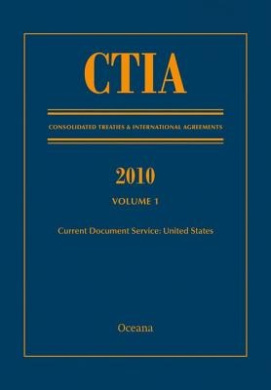 CTIA
CONSOLIDATED TREATIES & INTERNATIONAL AGREEMENTS
2010
VOLUME 1
Current Document Service: United States
Oceana